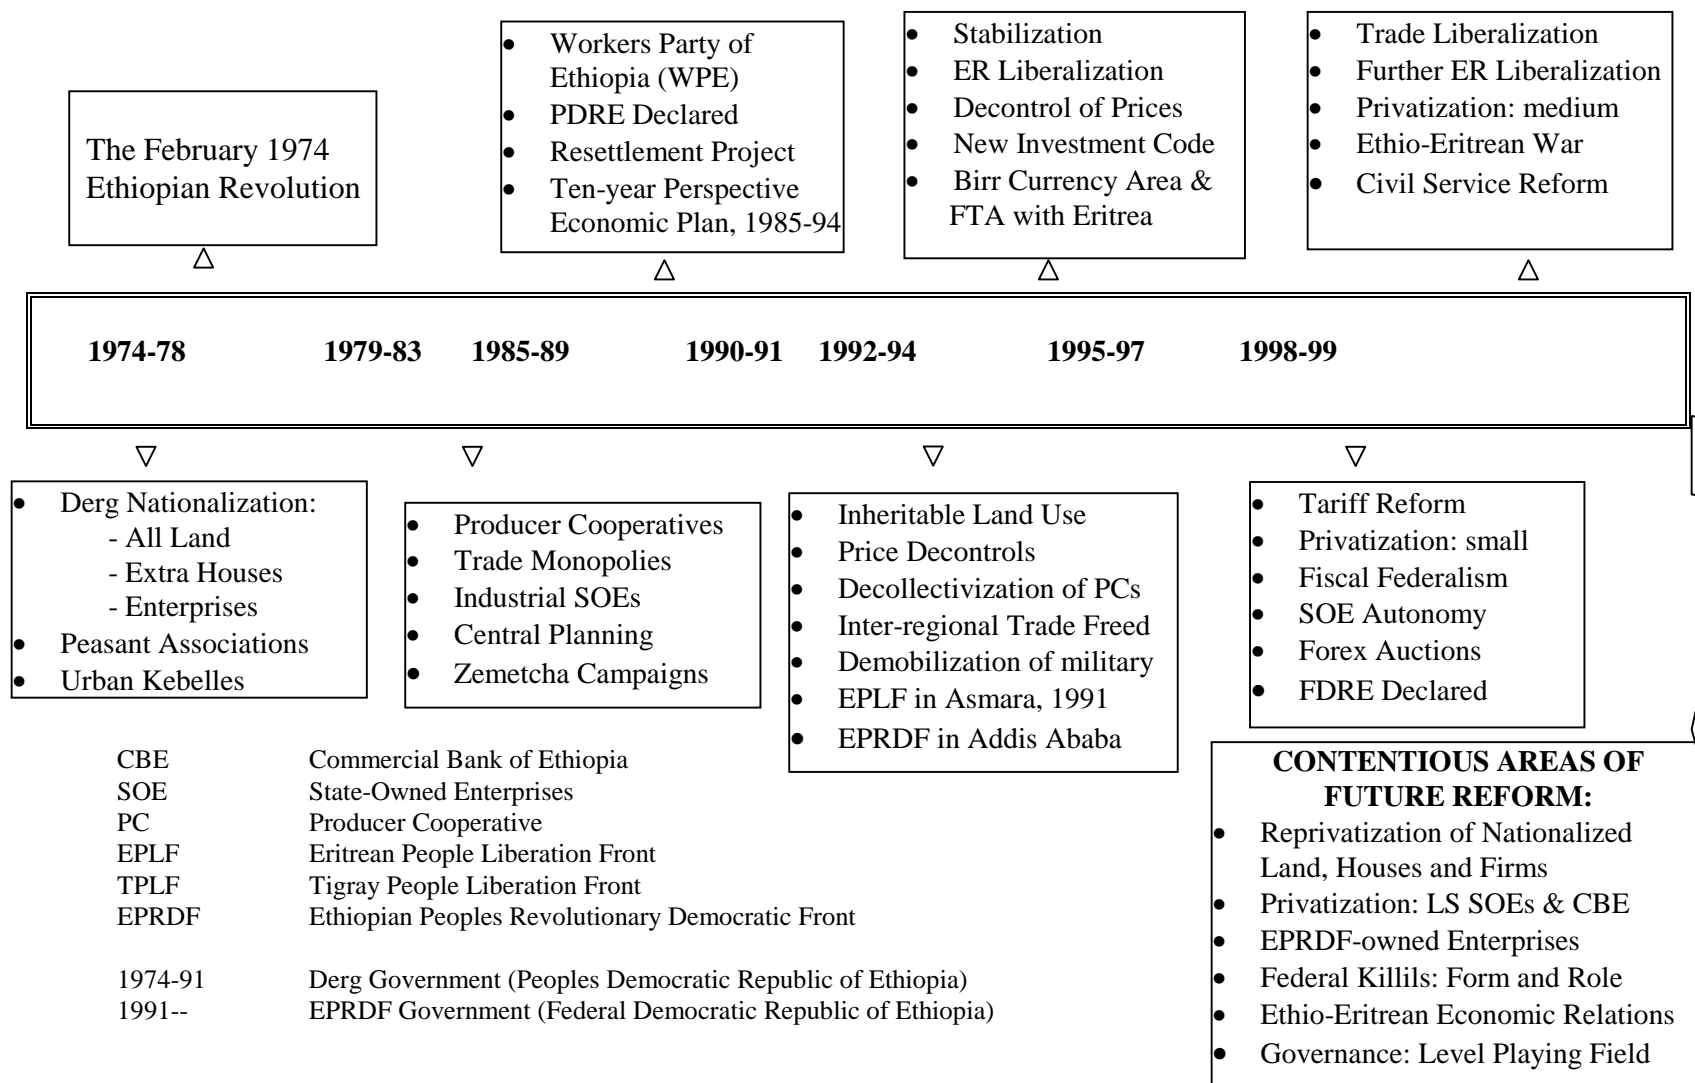 The February 1974
Ethiopian Revolution
• Workers Party of
Ethiopia (WPE)
• PDRE Declared
• Resettlement Project
• Ten-year Perspective
Economic Plan, 1985-94
• Stabilization
• ER Liberalization
• Decontrol of Prices
• New Investment Code
• Birr Currency Area &
FTA with Eritrea
• Trade Liberalization
• Further ER Liberalization
• Privatization: medium
• Ethio-Eritrean War
• Civil Service Reform
1974-78 1979-83 1985-89 1990-91 1992-94 1995-97 1998-99
• Derg Nationalization:
- All Land
- Extra Houses
- Enterprises
• Peasant Associations
• Urban Kebelles
• Producer Cooperatives
• Trade Monopolies
• Industrial SOEs
• Central Planning
• Zemetcha Campaigns
• Inheritable Land Use
• Price Decontrols
• Decollectivization of PCs
• Inter-regional Trade Freed
• Demobilization of military
• EPLF in Asmara, 1991
• EPRDF in Addis Ababa
• Tariff Reform
• Privatization: small
• Fiscal Federalism
• SOE Autonomy
• Forex Auctions
• FDRE Declared
CBE Commercial Bank of Ethiopia
SOE State-Owned Enterprises
PC Producer Cooperative
EPLF Eritrean People Liberation Front
TPLF Tigray People Liberation Front
EPRDF Ethiopian Peoples Revolutionary Democratic Front
1974-91 Derg Government (Peoples Democratic Republic of Ethiopia)
1991-- EPRDF Government (Federal Democratic Republic of Ethiopia)
CONTENTIOUS AREAS OF
FUTURE REFORM:
• Reprivatization of Nationalized
Land, Houses and Firms
• Privatization: LS SOEs & CBE
• EPRDF-owned Enterprises
• Federal Killils: Form and Role
• Ethio-Eritrean Economic Relations
• Governance: Level Playing Field